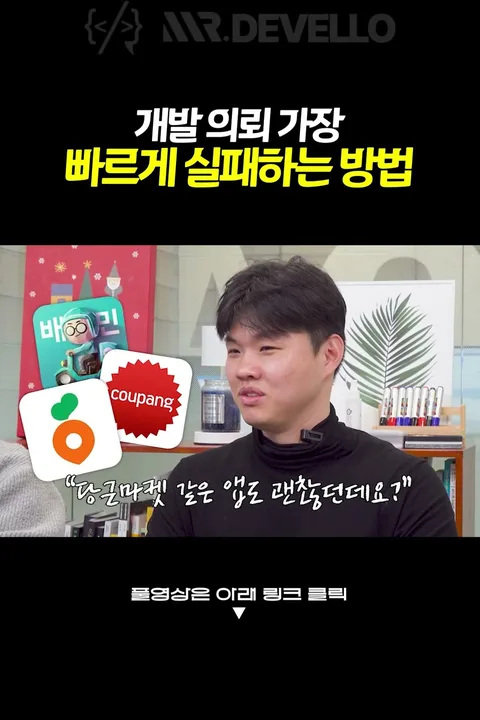 </> MR.DEVELLO
개발 의뢰 가장
빠르게 실패하는 방법
배 민
coupang
“당근마켓 같은 앱도 괜찮던데요?”
풀영상은 아래 링크 클릭
▼